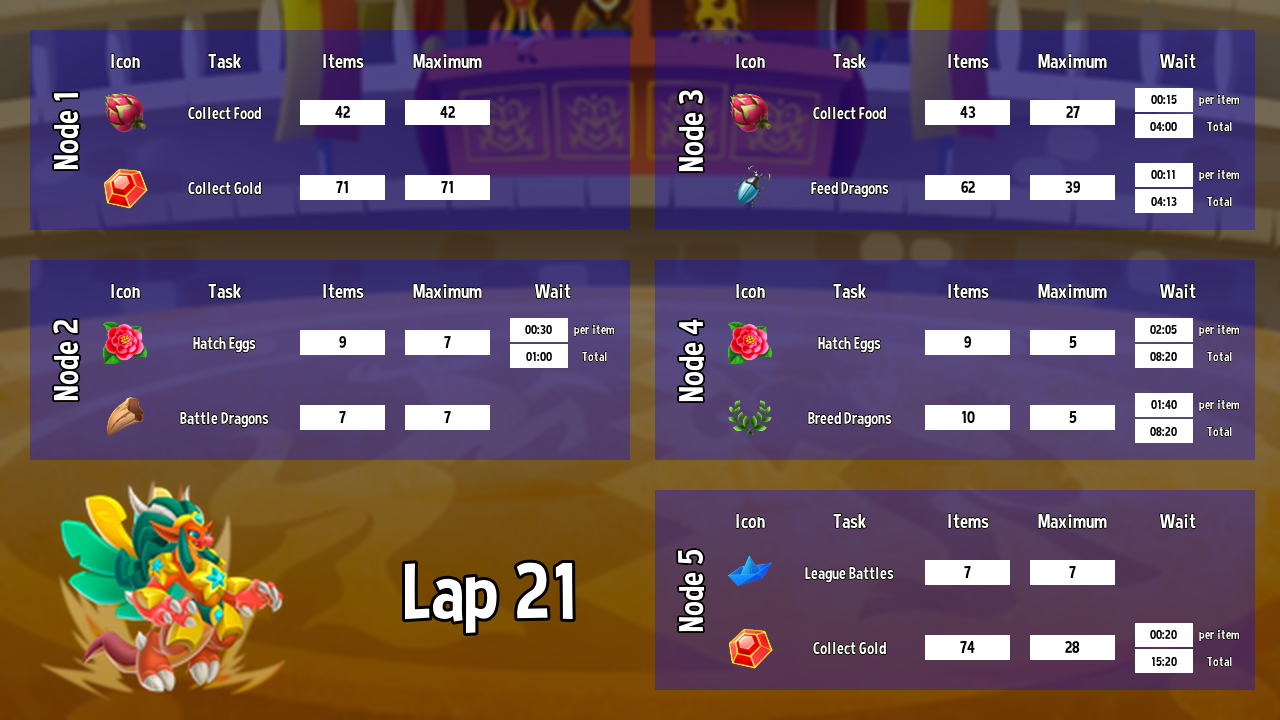 Node 1
Icon Task Items Maximum
Collect Food 42 42
Collect Gold 71 71
Node 2
Icon Task Items Maximum Wait
Hatch Eggs 9 7 00:30 per item
01:00 Total
Battle Dragons 7 7
Node 3
Icon Task Items Maximum Wait
Collect Food 43 27 00:15 per item
04:00 Total
Feed Dragons 62 39 00:11 per item
04:13 Total
Node 4
Icon Task Items Maximum Wait
Hatch Eggs 9 5 02:05 per item
08:20 Total
Breed Dragons 10 5 01:40 per item
08:20 Total
Node 5
Icon Task Items Maximum Wait
League Battles 7 7
Collect Gold 74 28 00:20 per item
15:20 Total
Lap 21